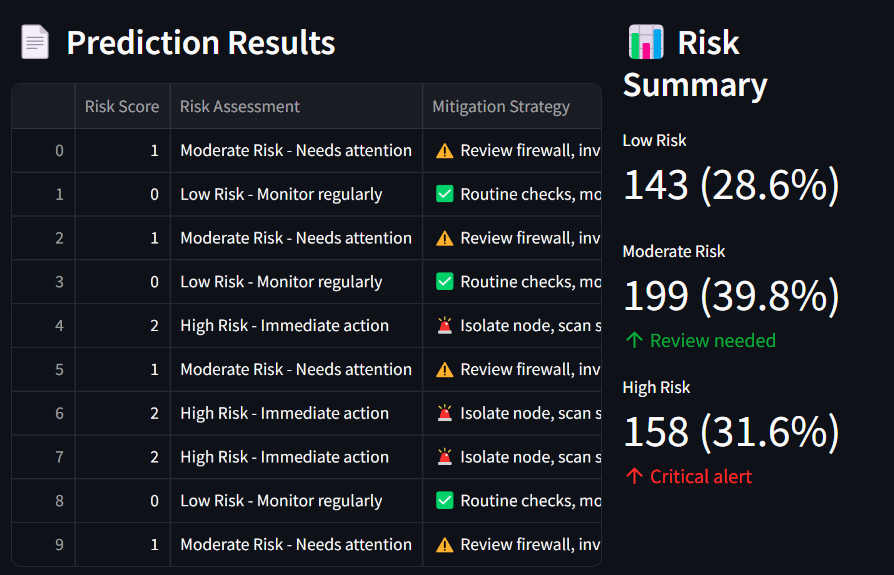 Prediction Results
Risk Score Risk Assessment Mitigation Strategy
0 1 Moderate Risk - Needs attention Review firewall, inv
1 0 Low Risk - Monitor regularly Routine checks, mo
2 1 Moderate Risk - Needs attention Review firewall, inv
3 0 Low Risk - Monitor regularly Routine checks, mo
4 2 High Risk - Immediate action Isolate node, scan s
5 1 Moderate Risk - Needs attention Review firewall, inv
6 2 High Risk - Immediate action Isolate node, scan s
7 2 High Risk - Immediate action Isolate node, scan s
8 0 Low Risk - Monitor regularly Routine checks, mo
9 1 Moderate Risk - Needs attention Review firewall, inv
Risk
Summary
Low Risk
143 (28.6%)
Moderate Risk
199 (39.8%)
↑ Review needed
High Risk
158 (31.6%)
↑ Critical alert